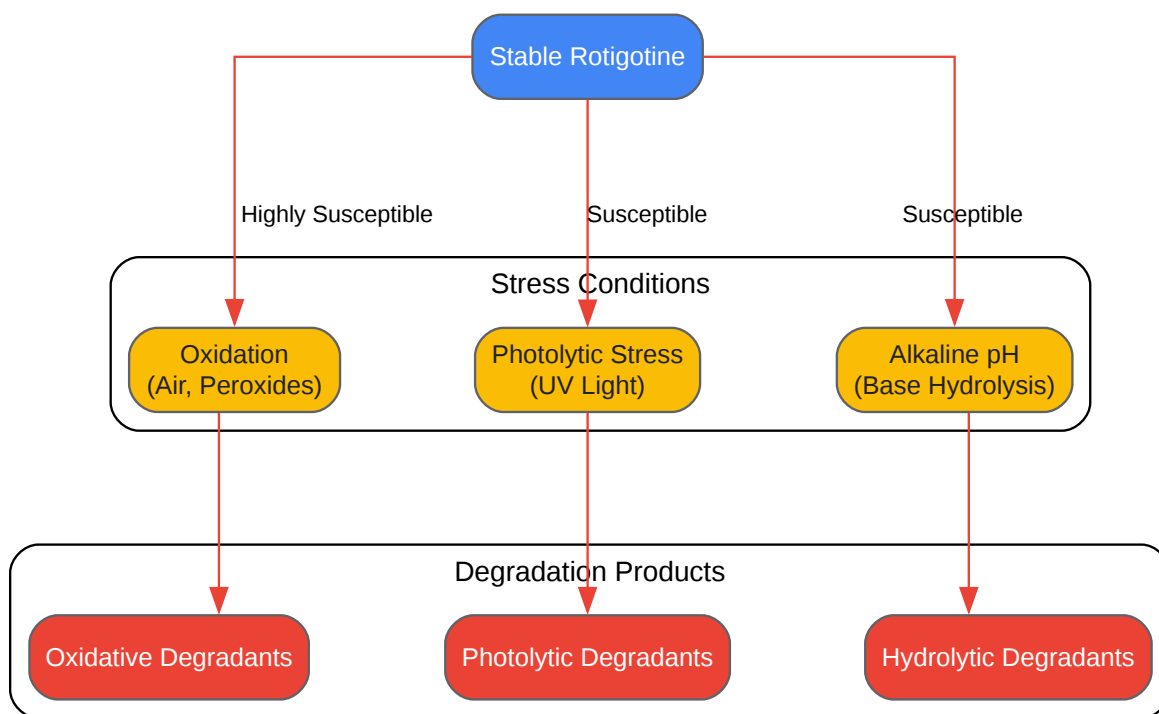 Stable Rotigotine
Highly Susceptible
Susceptible
Susceptible
Stress Conditions
Oxidation
(Air, Peroxides)
Photolytic Stress
(UV Light)
Alkaline pH
(Base Hydrolysis)
Degradation Products
Oxidative Degradants
Photolytic Degradants
Hydrolytic Degradants